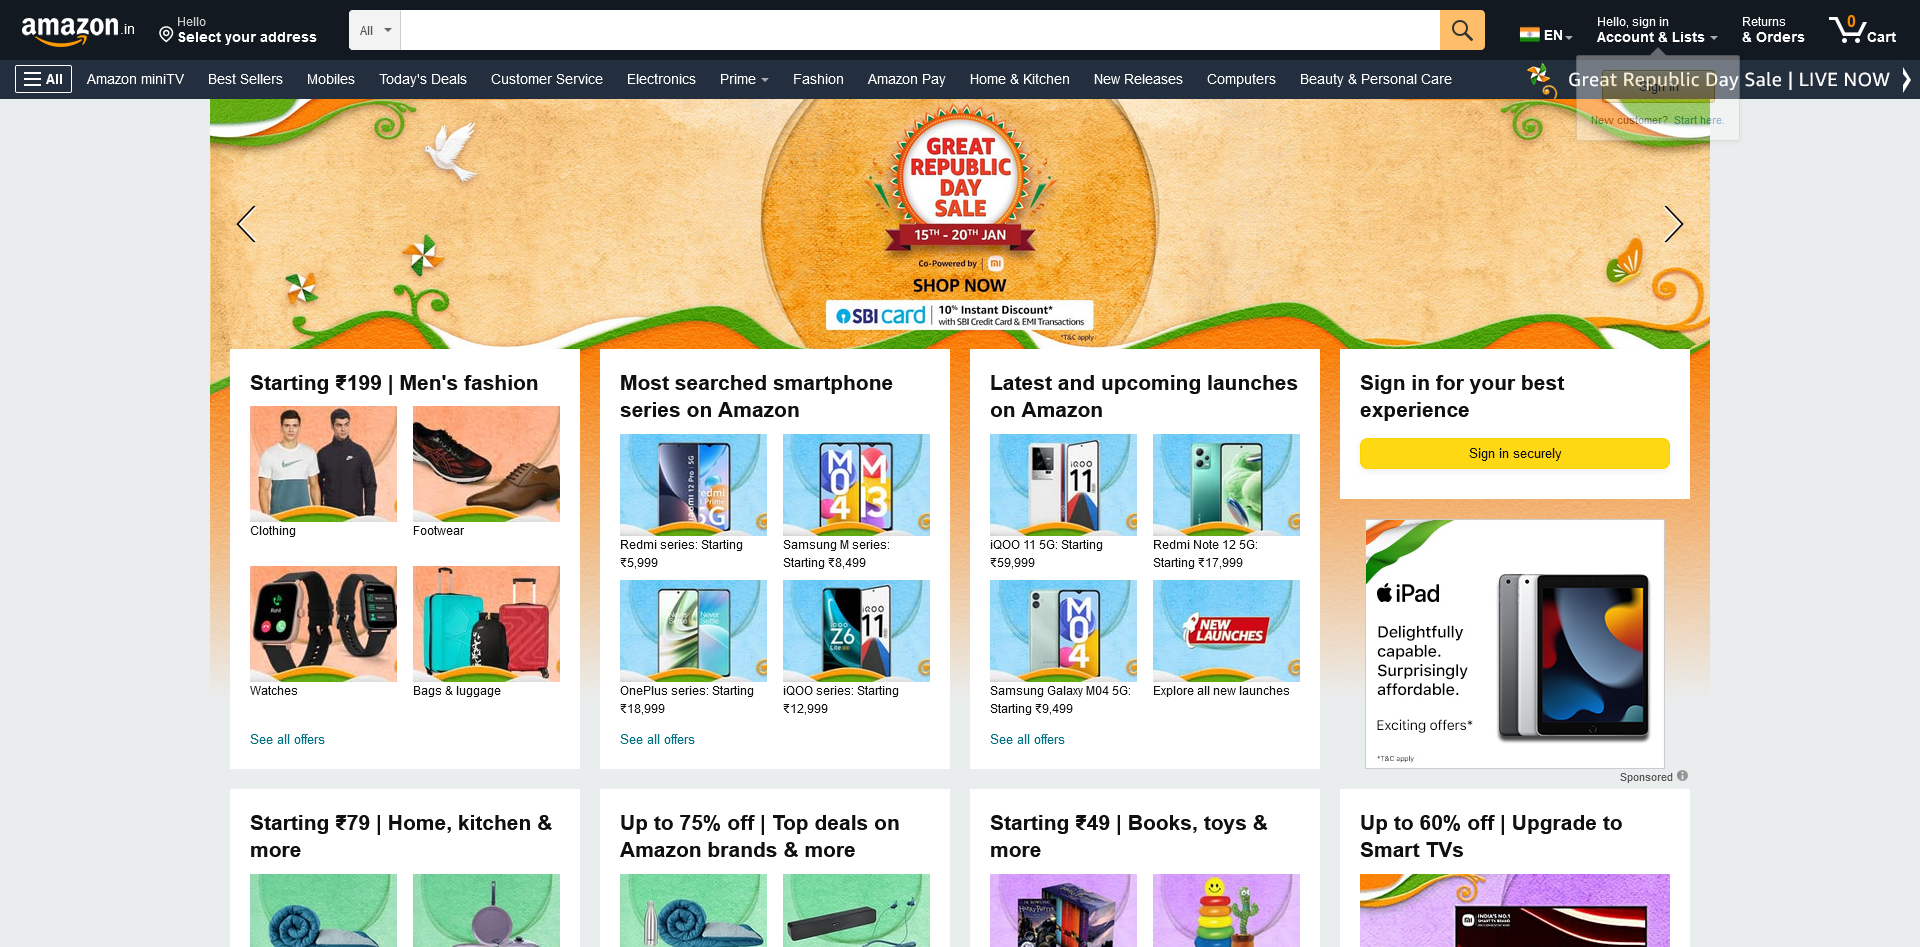 amazon.in
Hello
Select your address
All
EN
Hello, sign in
Account & Lists
Returns
& Orders
0
Cart
All
Amazon miniTV
Best Sellers
Mobiles
Today's Deals
Customer Service
Electronics
Prime
Fashion
Amazon Pay
Home & Kitchen
New Releases
Computers
Beauty & Personal Care
Great Republic Day Sale | LIVE NOW
Sign in
New customer? Start here.
GREAT
REPUBLIC
DAY
SALE
15TH - 20TH JAN
Co-Powered by | mi
SHOP NOW
SBI card | 10% Instant Discount*
with SBI Credit Card & EMI Transactions
*T&C apply
Starting ₹199 | Men's fashion
Clothing
Footwear
Watches
Bags & luggage
See all offers
Most searched smartphone
series on Amazon
Redmi series: Starting
₹5,999
Samsung M series:
Starting ₹8,499
OnePlus series: Starting
₹18,999
iQOO series: Starting
₹12,999
See all offers
Latest and upcoming launches
on Amazon
iQOO 11 5G: Starting
₹59,999
Redmi Note 12 5G:
Starting ₹17,999
NEW
LAUNCHES
Samsung Galaxy M04 5G:
Starting ₹9,499
Explore all new launches
See all offers
Sign in for your best
experience
Sign in securely
iPad
Delightfully
capable.
Surprisingly
affordable.
Exciting offers*
*T&C apply
Sponsored
Starting ₹79 | Home, kitchen &
more
Up to 75% off | Top deals on
Amazon brands & more
Starting ₹49 | Books, toys &
more
Up to 60% off | Upgrade to
Smart TVs
INDIA'S NO.1